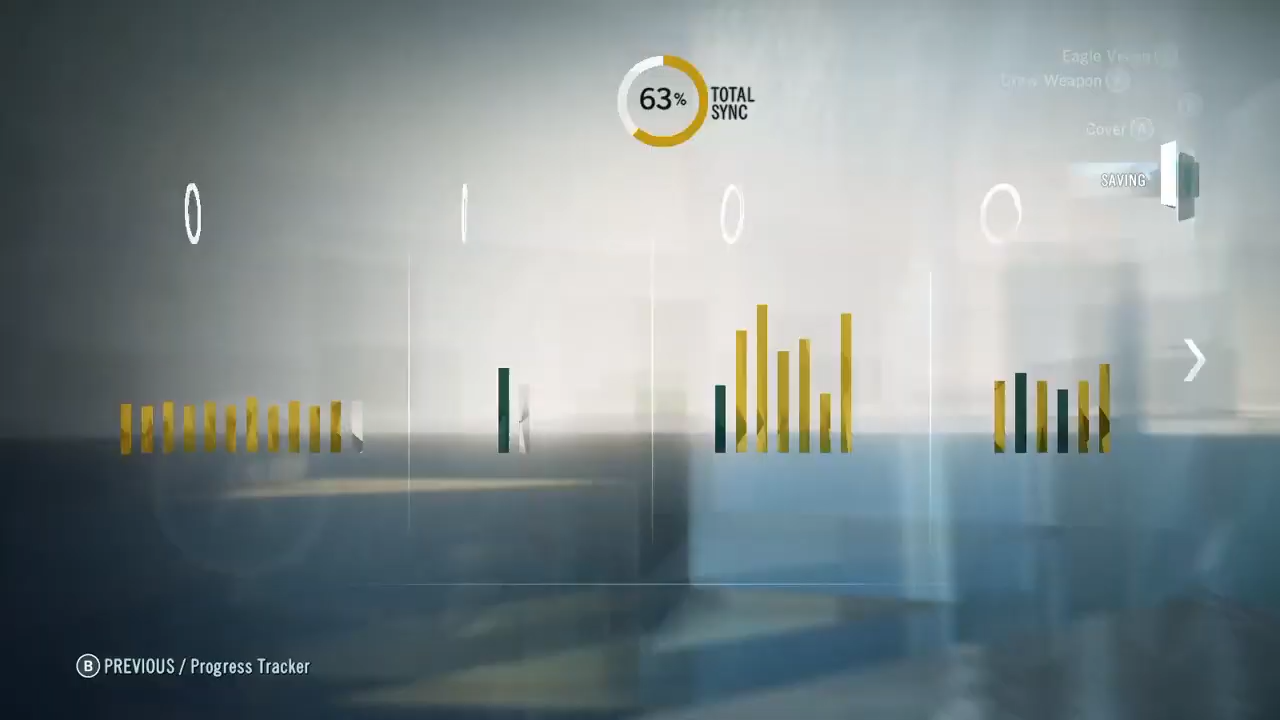 63%
TOTAL
SYNC
Eagle Vision
Draw Weapon
Cover A
SAVING
B PREVIOUS / Progress Tracker